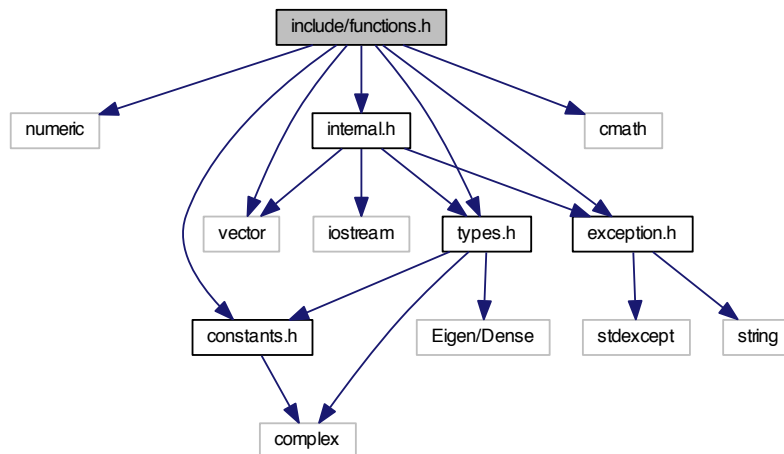 include/functions.h
numeric
internal.h
cmath
vector
iostream
types.h
exception.h
constants.h
Eigen/Dense
stdexcept
string
complex